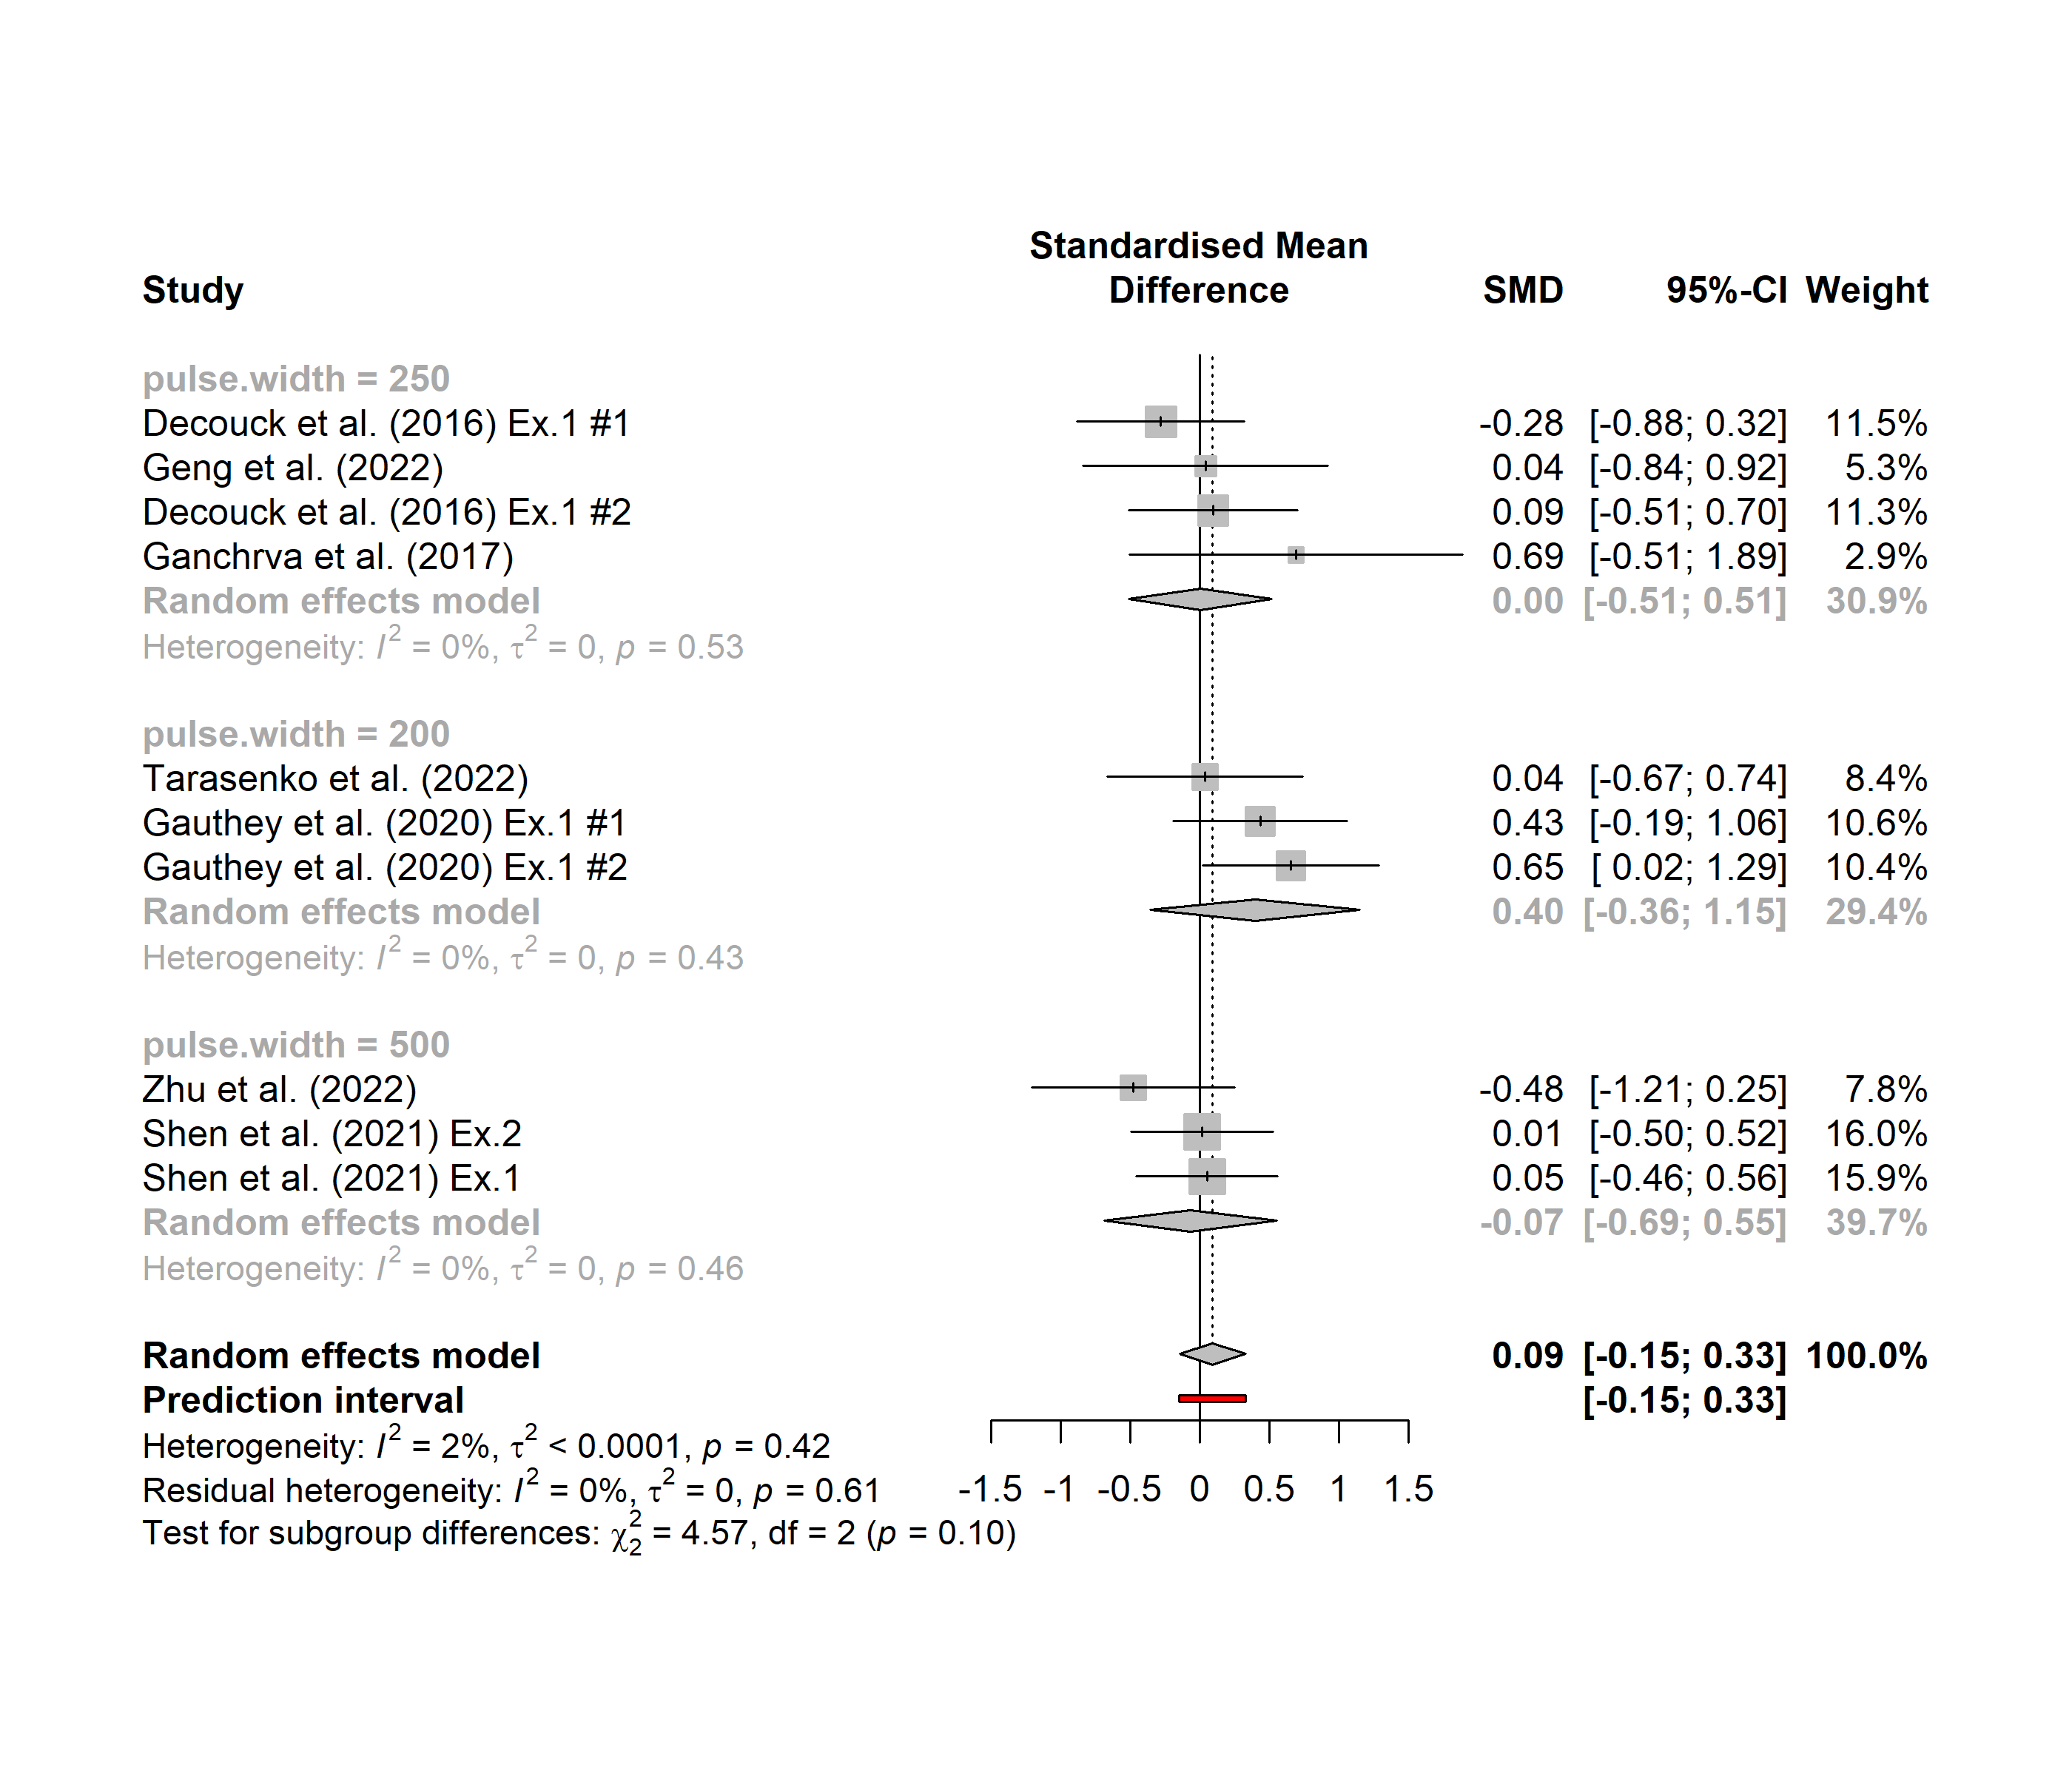 Standardised Mean
Study Difference SMD 95%-CI Weight
pulse.width = 250
Decouck et al. (2016) Ex.1 #1 -0.28 [-0.88; 0.32] 11.5%
Geng et al. (2022) 0.04 [-0.84; 0.92] 5.3%
Decouck et al. (2016) Ex.1 #2 0.09 [-0.51; 0.70] 11.3%
Ganchrva et al. (2017) 0.69 [-0.51; 1.89] 2.9%
Random effects model 0.00 [-0.51; 0.51] 30.9%
Heterogeneity: I² = 0%, τ² = 0, p = 0.53
pulse.width = 200
Tarasenko et al. (2022) 0.04 [-0.67; 0.74] 8.4%
Gauthey et al. (2020) Ex.1 #1 0.43 [-0.19; 1.06] 10.6%
Gauthey et al. (2020) Ex.1 #2 0.65 [ 0.02; 1.29] 10.4%
Random effects model 0.40 [-0.36; 1.15] 29.4%
Heterogeneity: I² = 0%, τ² = 0, p = 0.43
pulse.width = 500
Zhu et al. (2022) -0.48 [-1.21; 0.25] 7.8%
Shen et al. (2021) Ex.2 0.01 [-0.50; 0.52] 16.0%
Shen et al. (2021) Ex.1 0.05 [-0.46; 0.56] 15.9%
Random effects model -0.07 [-0.69; 0.55] 39.7%
Heterogeneity: I² = 0%, τ² = 0, p = 0.46
Random effects model 0.09 [-0.15; 0.33] 100.0%
Prediction interval [-0.15; 0.33]
Heterogeneity: I² = 2%, τ² < 0.0001, p = 0.42
Residual heterogeneity: I² = 0%, τ² = 0, p = 0.61 -1.5 -1 -0.5 0 0.5 1 1.5
Test for subgroup differences: χ²₂ = 4.57, df = 2 (p = 0.10)